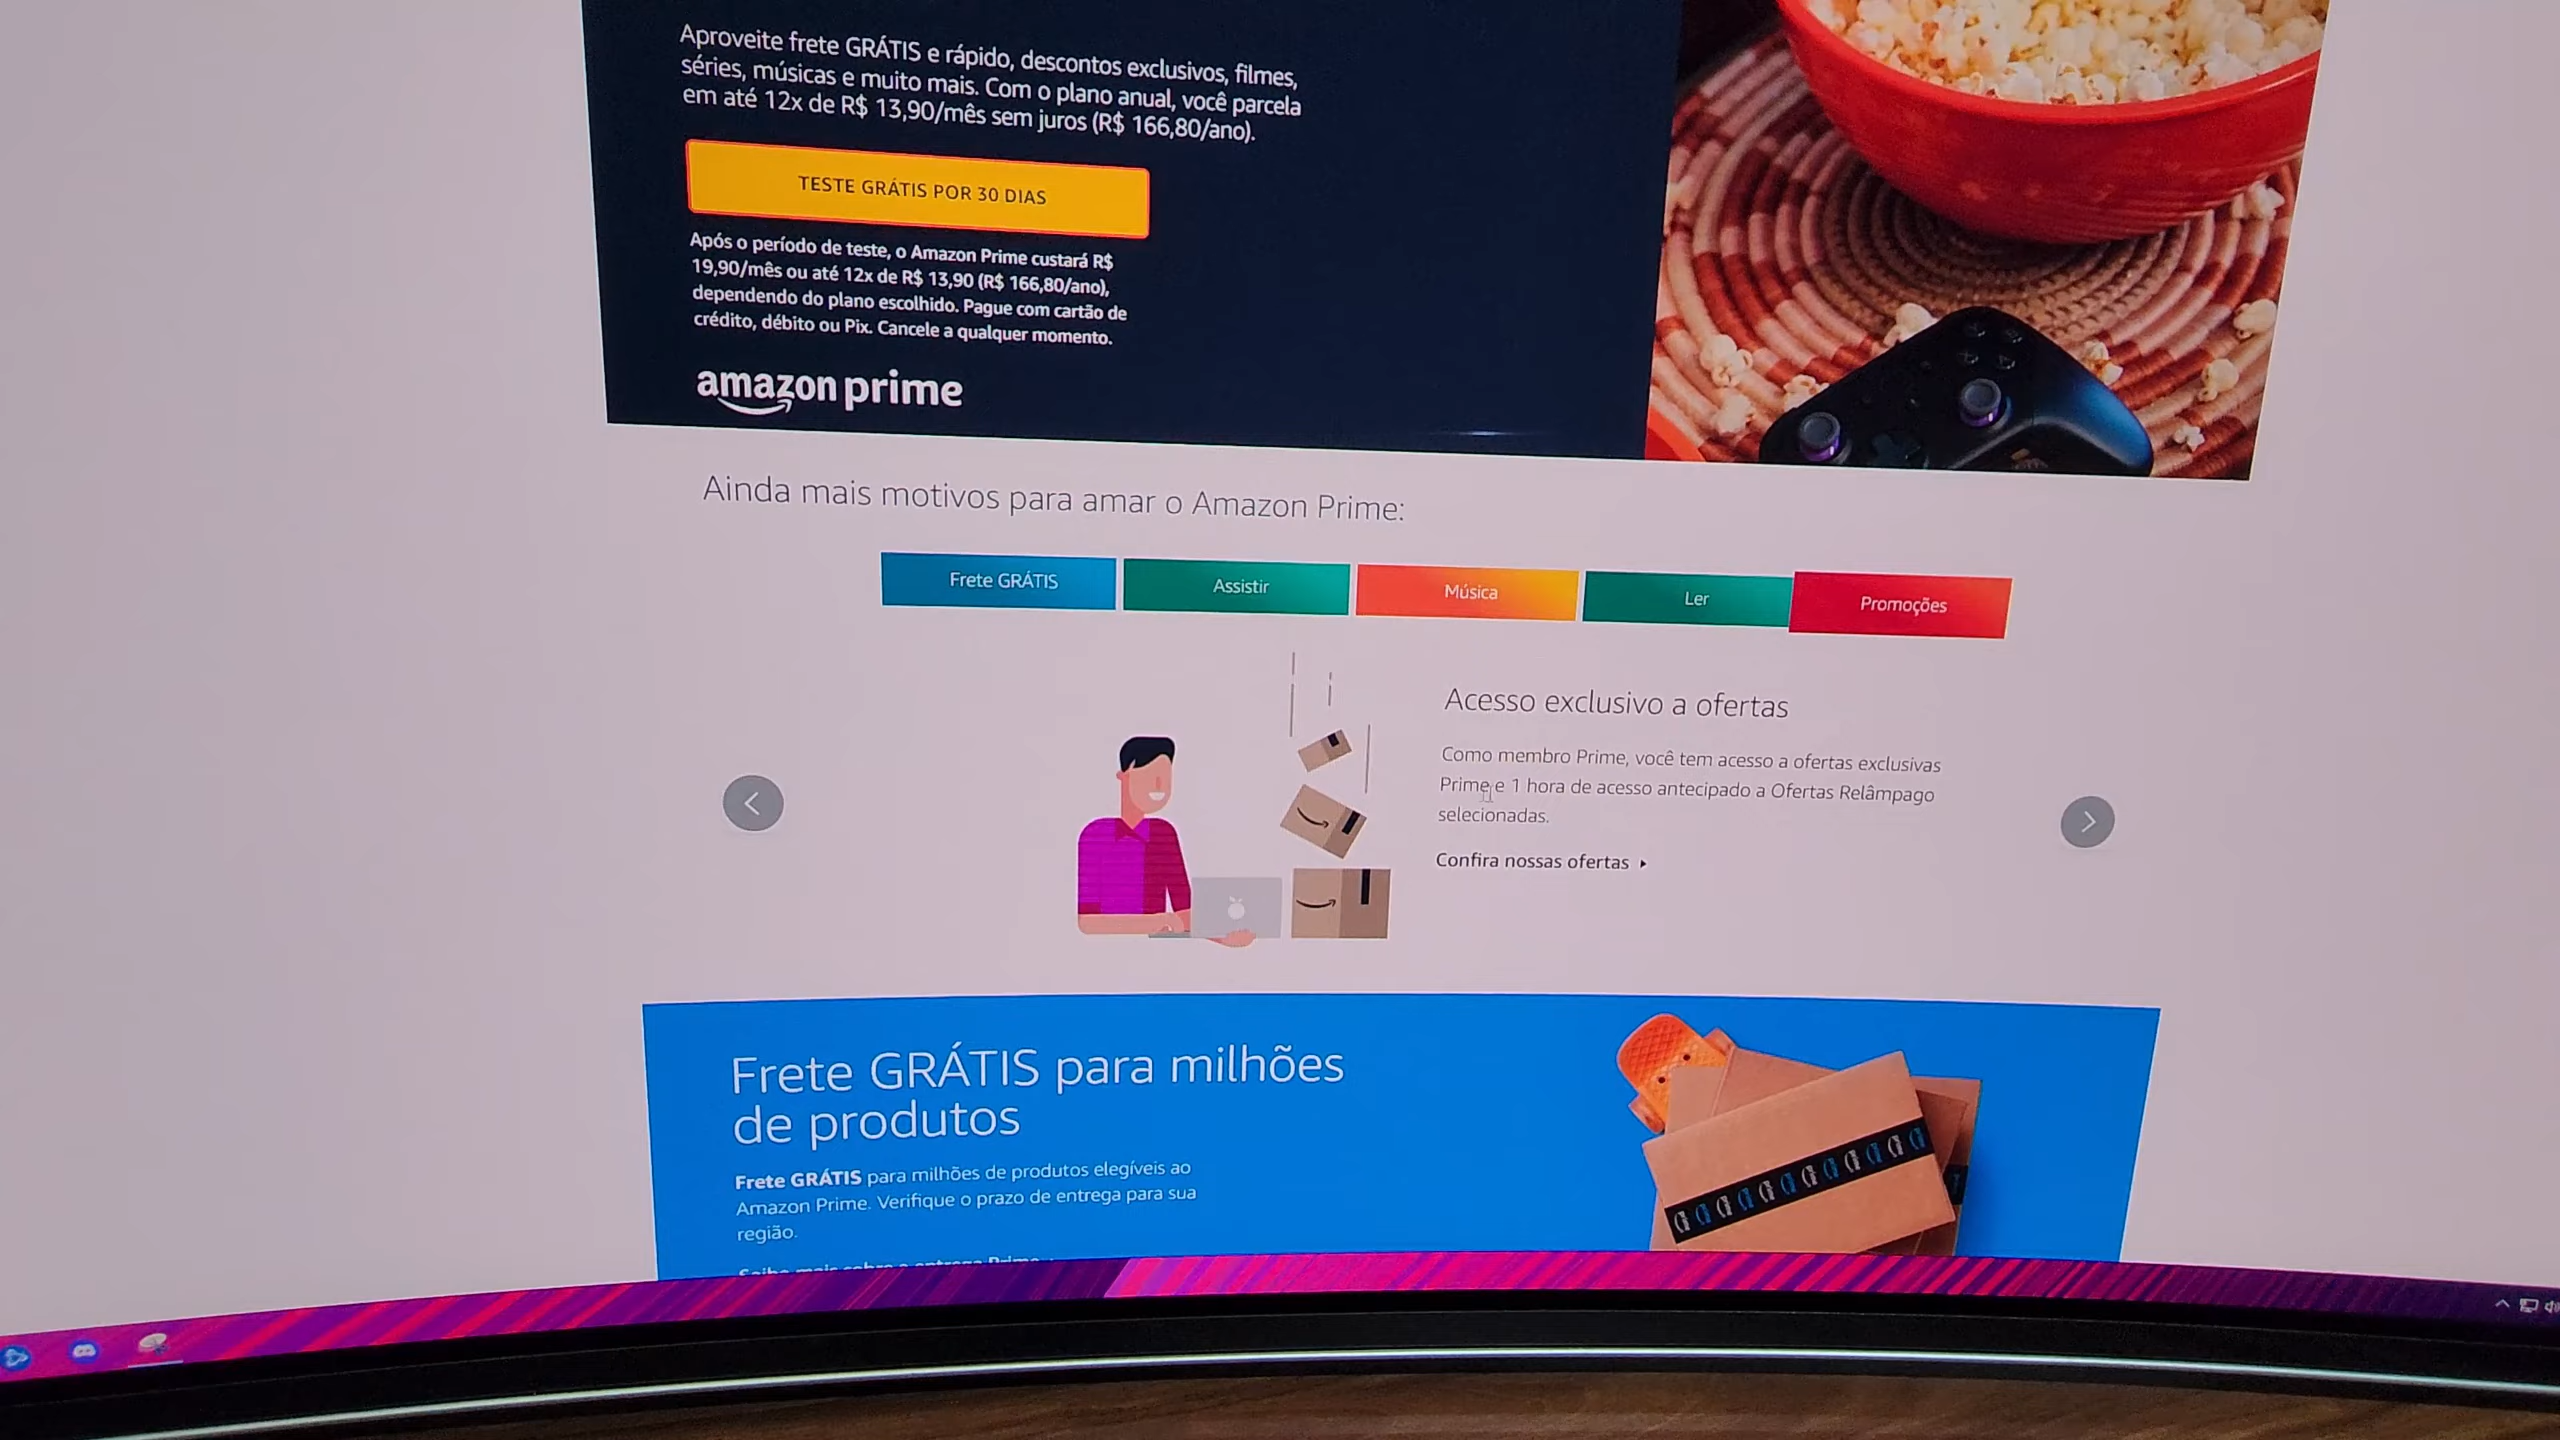 Aproveite frete GRÁTIS e rápido, descontos exclusivos, filmes,
séries, músicas e muito mais. Com o plano anual, você parcela
em até 12x de R$ 13,90/mês sem juros (R$ 166,80/ano).
TESTE GRÁTIS POR 30 DIAS
Após o período de teste, o Amazon Prime custará R$
19,90/mês ou até 12x de R$ 13,90 (R$ 166,80/ano),
dependendo do plano escolhido. Pague com cartão de
crédito, débito ou Pix. Cancele a qualquer momento.
amazon prime
Ainda mais motivos para amar o Amazon Prime:
Frete GRÁTIS Assistir Música Ler Promoções
Acesso exclusivo a ofertas
Como membro Prime, você tem acesso a ofertas exclusivas
Prime e 1 hora de acesso antecipado a Ofertas Relâmpago
selecionadas.
Confira nossas ofertas
Frete GRÁTIS para milhões
de produtos
Frete GRÁTIS para milhões de produtos elegíveis ao
Amazon Prime. Verifique o prazo de entrega para sua
região.
Saiba mais sobre a entrega Prime